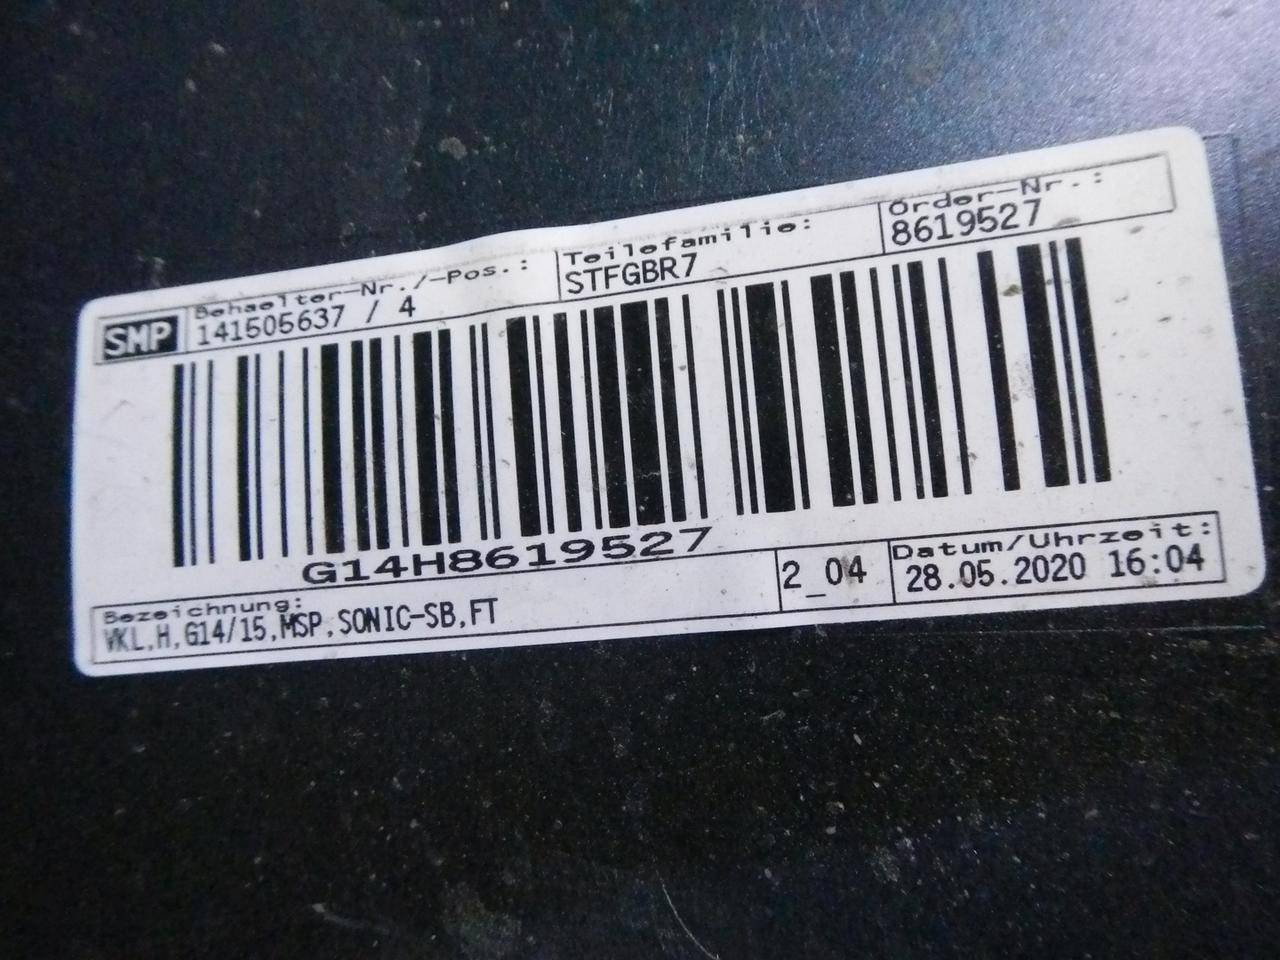 SMP
Behaelter-Nr./-Pos.:
141505637 / 4
Teilefamilie:
STFGBR7
Order-Nr.:
8619527
G14H8619527
Bezeichnung:
VKL,H,G14/15,MSP,SONIC-SB,FT
2_04
Datum/Uhrzeit:
28.05.2020 16:04